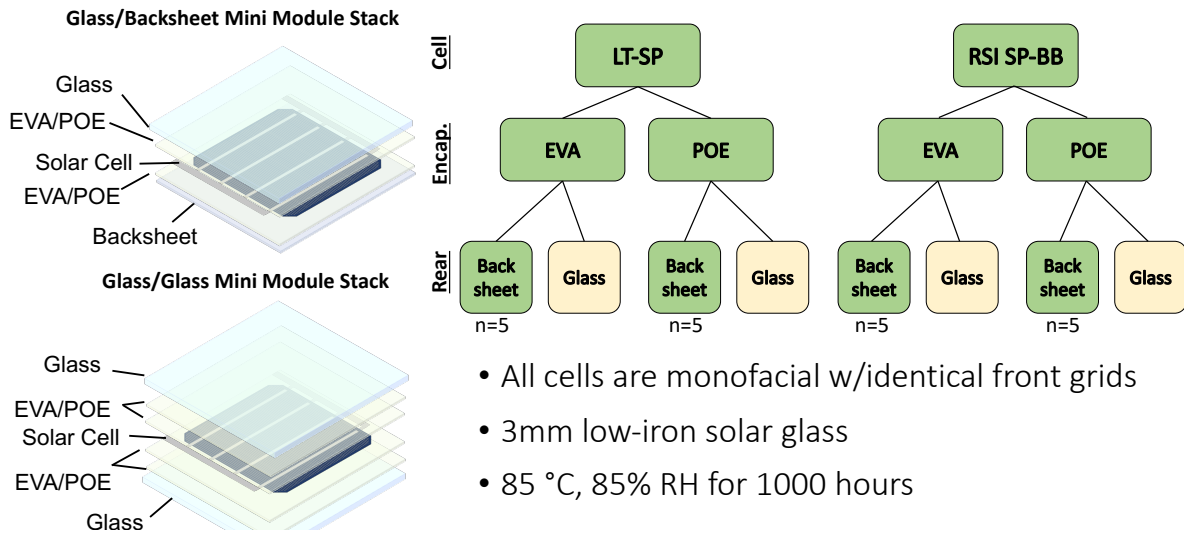 Glass/Backsheet Mini Module Stack
Glass
EVA/POE
Solar Cell
EVA/POE
Backsheet
Glass/Glass Mini Module Stack
Glass
EVA/POE
Solar Cell
EVA/POE
Glass
Cell
LT-SP
RSI SP-BB
Encap.
EVA
POE
EVA
POE
Rear
Back
sheet
Glass
Back
sheet
Glass
Back
sheet
Glass
Back
sheet
Glass
n=5
n=5
n=5
n=5
• All cells are monofacial w/identical front grids
• 3mm low-iron solar glass
• 85 °C, 85% RH for 1000 hours